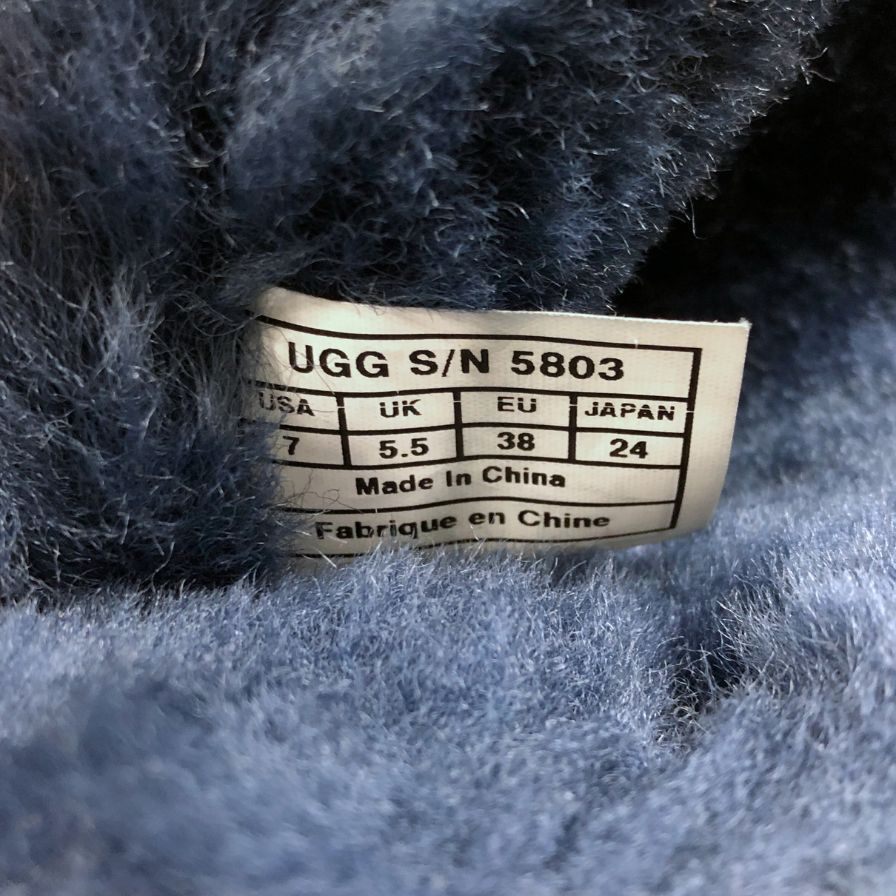 UGG S/N 5803
USA UK EU JAPAN
7 5.5 38 24
Made In China
Fabrique en Chine